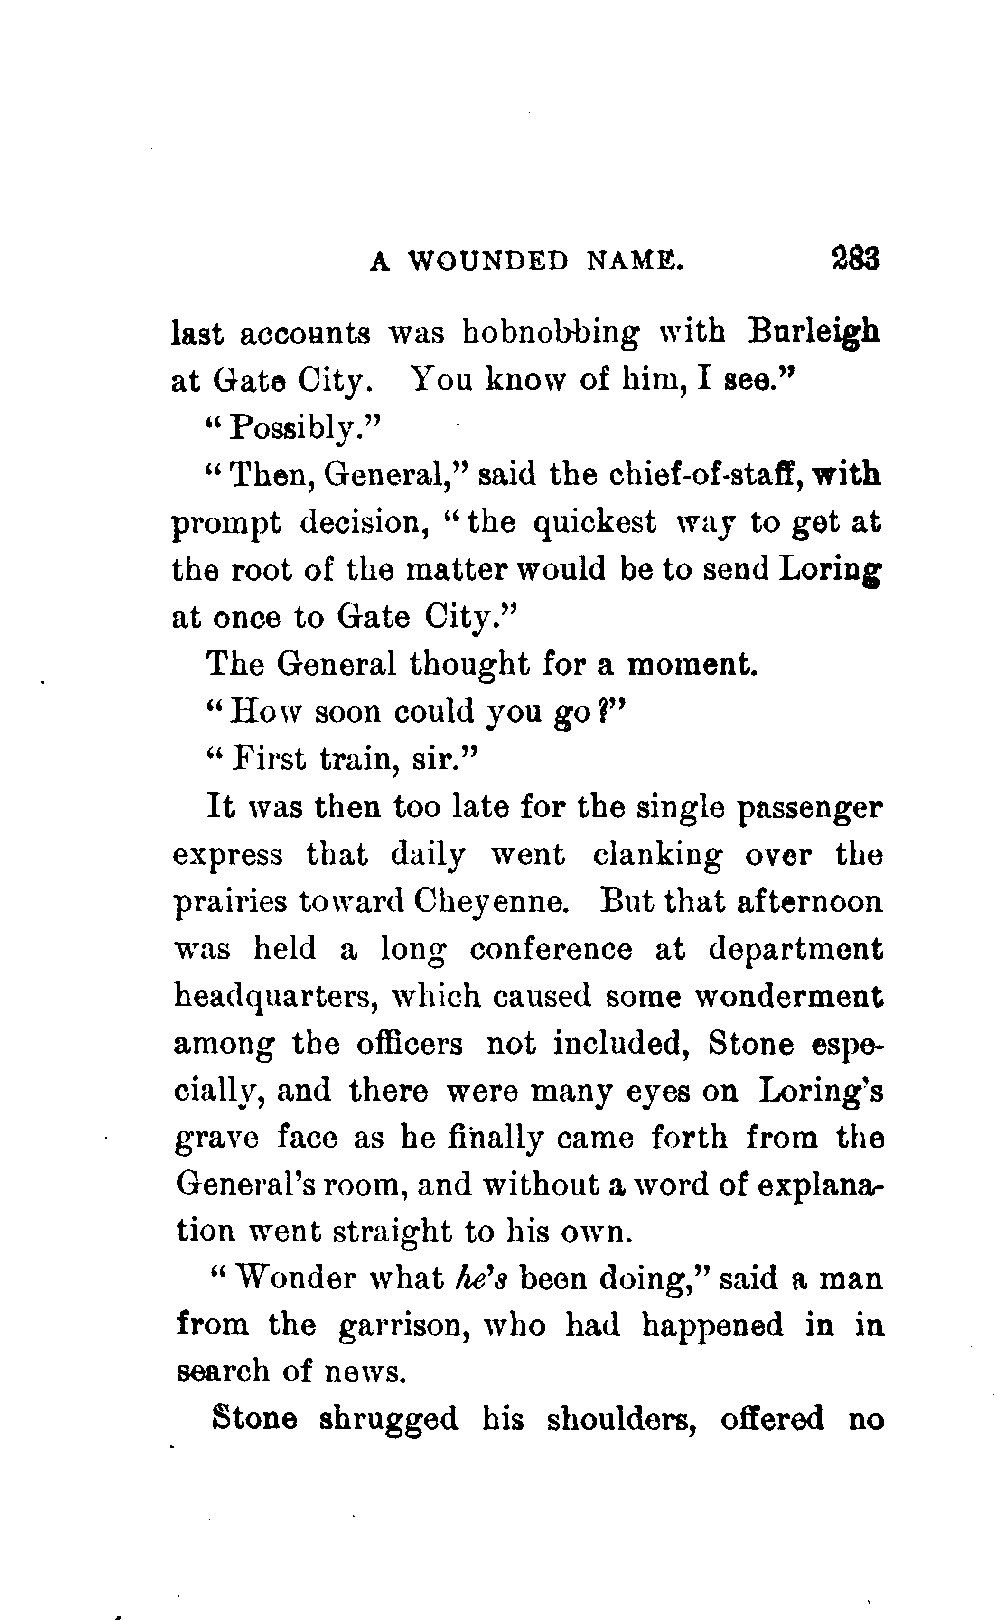 A WOUNDED NAME. 283
last accounts was hobnobbing with Burleigh
at Gate City. You know of him, I see."
"Possibly."
"Then, General," said the chief-of-staff, with
prompt decision, "the quickest way to get at
the root of the matter would be to send Loring
at once to Gate City."
The General thought for a moment.
"How soon could you go?"
"First train, sir."
It was then too late for the single passenger
express that daily went clanking over the
prairies toward Cheyenne. But that afternoon
was held a long conference at department
headquarters, which caused some wonderment
among the officers not included, Stone espe-
cially, and there were many eyes on Loring's
grave face as he finally came forth from the
General's room, and without a word of explana-
tion went straight to his own.
"Wonder what he's been doing," said a man
from the garrison, who had happened in in
search of news.
Stone shrugged his shoulders, offered no